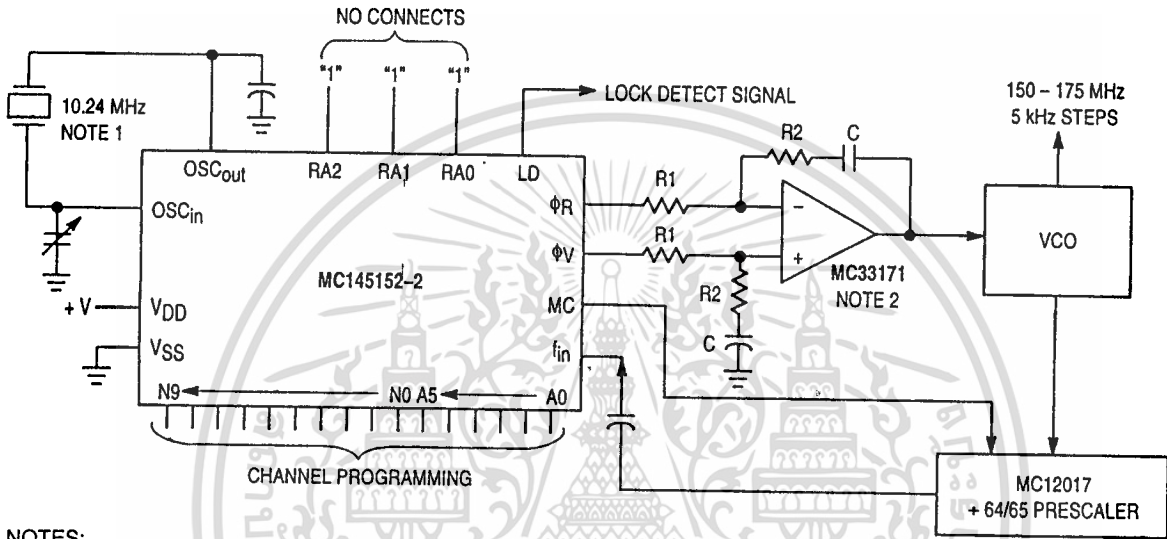 NO CONNECTS
"1" "1" "1"
10.24 MHz
NOTE 1
LOCK DETECT SIGNAL
150 – 175 MHz
5 kHz STEPS
OSCout RA2 RA1 RA0 LD
OSCin
R2 C
ϕR R1
ϕV R1
–
+
VCO
MC145152–2
MC33171
NOTE 2
+ V VDD
MC
R2
VSS
fin
C
N9 N0 A5 A0
CHANNEL PROGRAMMING
MC12017
+ 64/65 PRESCALER
NOTES: